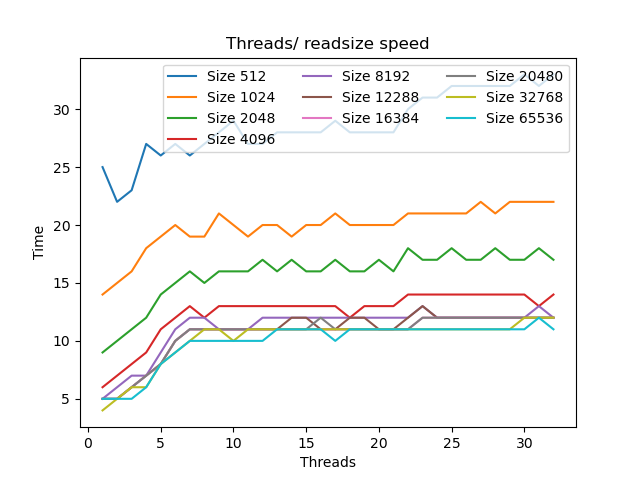 Threads/ readsize speed
Size 512
Size 1024
Size 2048
Size 4096
Size 8192
Size 12288
Size 16384
Size 20480
Size 32768
Size 65536
30
25
20
15
10
5
Time
0
5
10
15
20
25
30
Threads